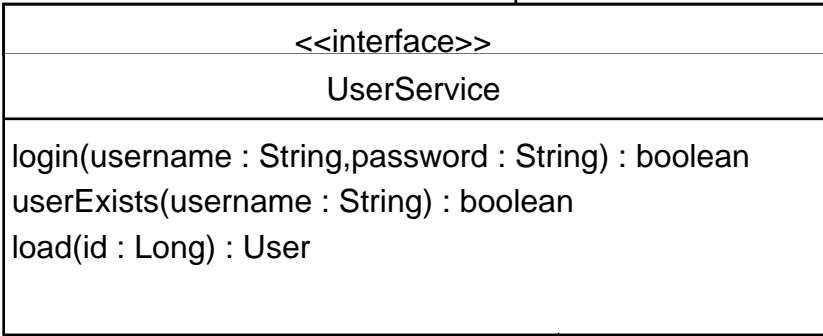 <<interface>>
UserService
login(username : String,password : String) : boolean
userExists(username : String) : boolean
load(id : Long) : User